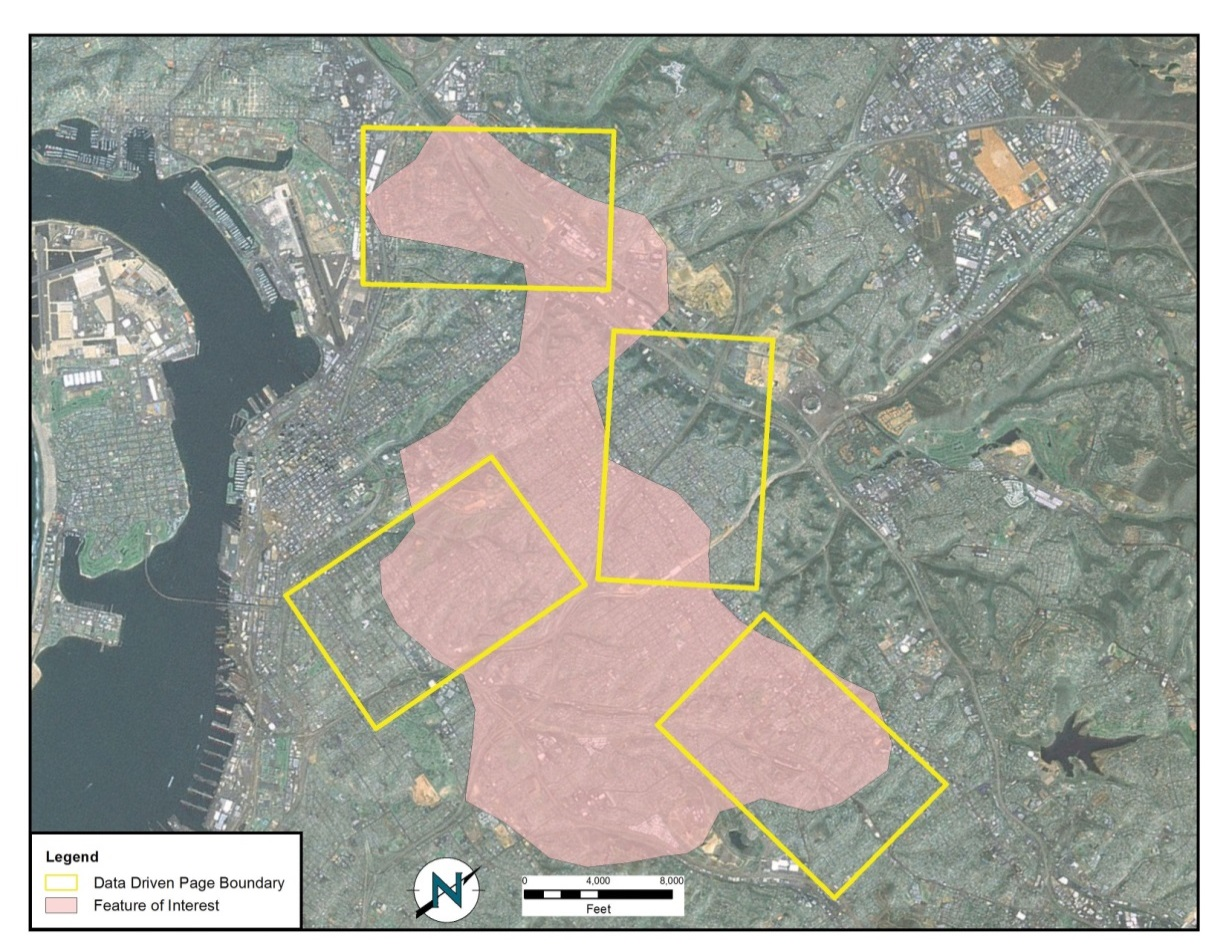 Legend
Data Driven Page Boundary
Feature of Interest
N
0 4,000 8,000
Feet